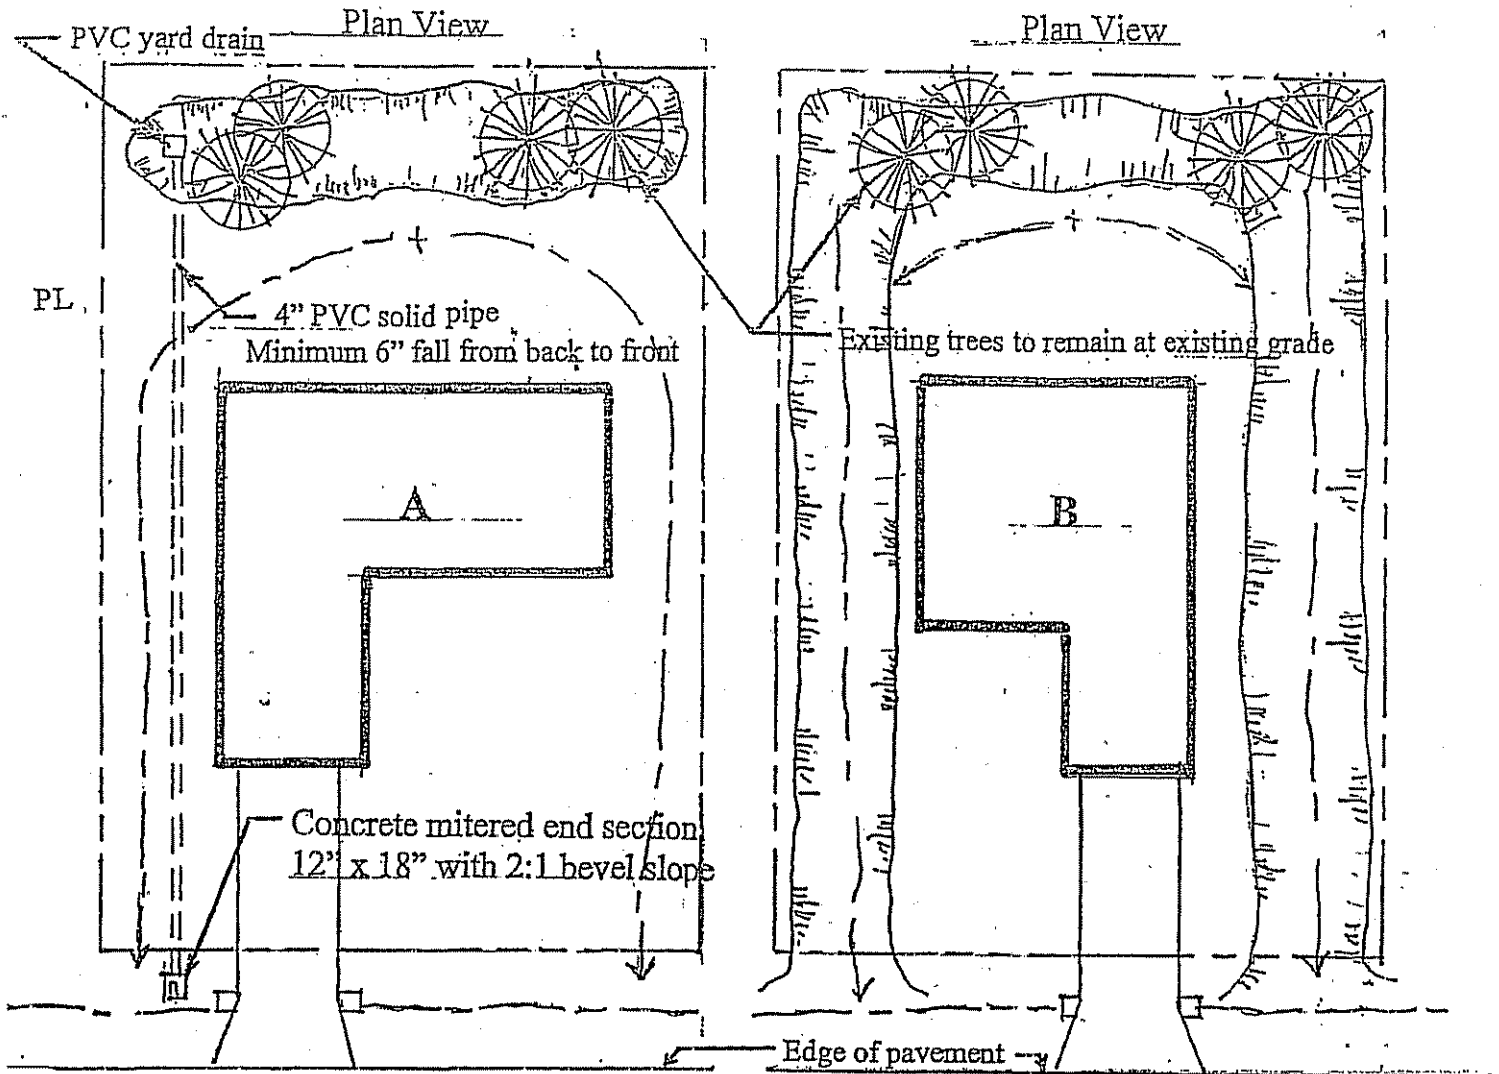 Plan View
PVC yard drain
Plan View
PL
4" PVC solid pipe
Minimum 6" fall from back to front
Existing trees to remain at existing grade
A
B
Concrete mitered end section
12" x 18" with 2:1 bevel slope
Edge of pavement